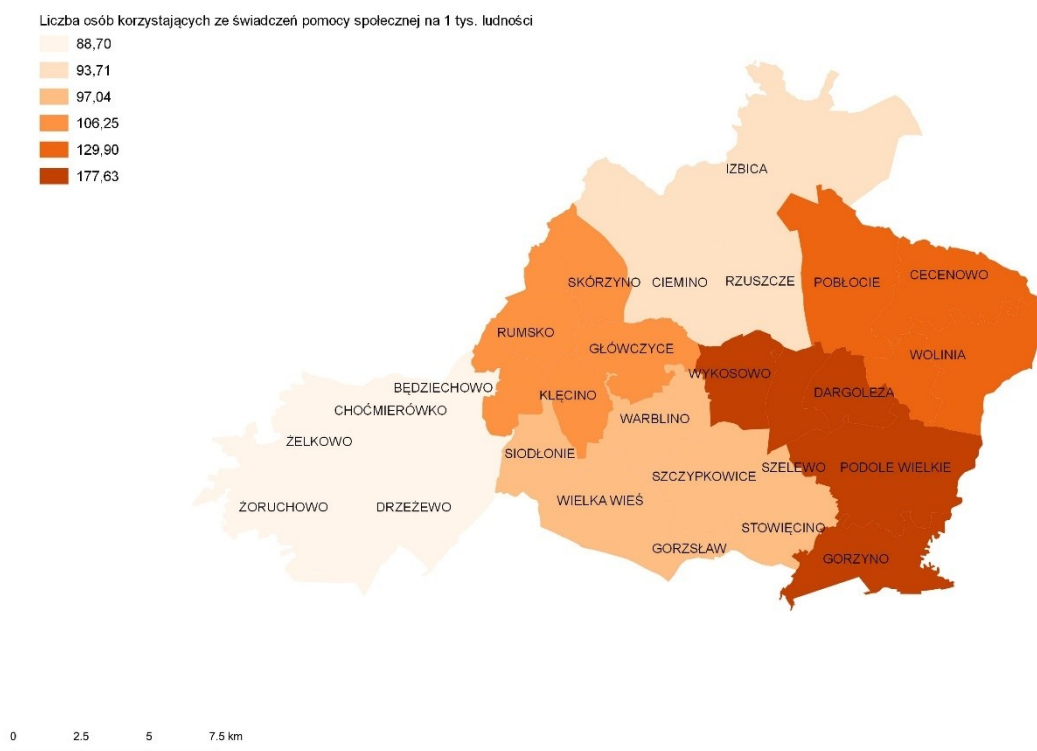 Liczba osób korzystających ze świadczeń pomocy społecznej na 1 tys. ludności
88,70
93,71
97,04
106,25
129,90
177,63
IZBICA
SKÓRZYNO CIEMINO RZUSZCZE POBŁOCIE CECENOWO
RUMSKO
GŁÓWCZYCE
WOLINIA
WYKOSOWO
BĘDZIECHOWO
KLĘCINO
DARGOLEZA
CHOĆMIERÓWKO
WARBLINO
ŻELKOWO
SIODŁONIE
SZCZYPKOWICE
SZELEWO
PODOLE WIELKIE
ŻORUCHOWO
DRZEŻEWO
WIELKA WIEŚ
STOWIĘCINO
GORZSŁAW
GORZYNO
0 2.5 5 7.5 km